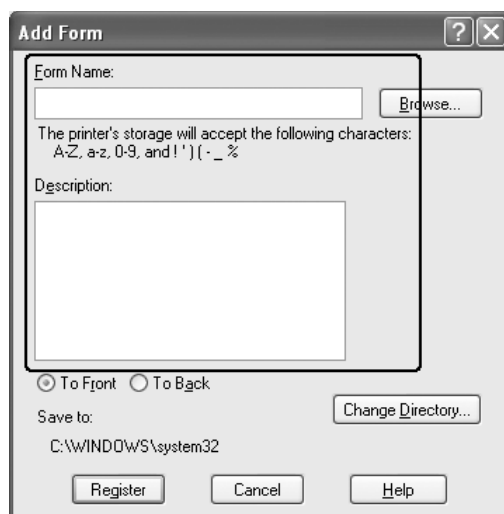 Add Form
Form Name:
Browse...
The printer's storage will accept the following characters:
A-Z, a-z, 0-9, and ! ' ) ( - _ %
Description:
To Front To Back
Change Directory...
Save to:
C:\WINDOWS\system32
Register Cancel Help